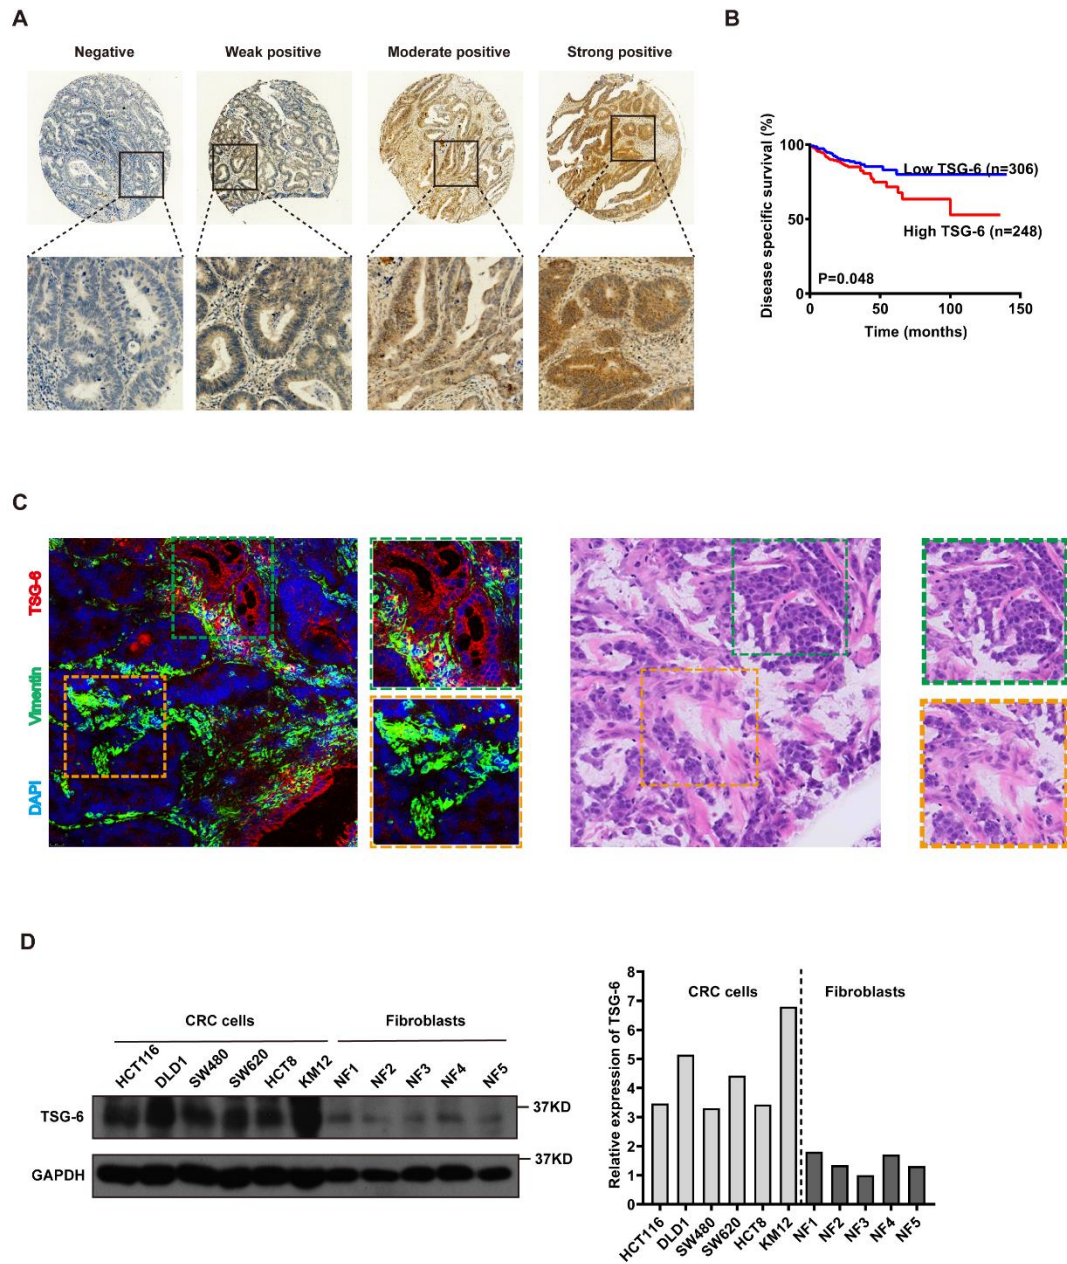 A
Negative
Weak positive
Moderate positive
Strong positive
B
Disease specific survival (%)
100
50
0
Low TSG-6 (n=306)
High TSG-6 (n=248)
P=0.048
0
50
100
150
Time (months)
C
TSG-6
Vimentin
DAPI
D
CRC cells
Fibroblasts
HCT116
DLD1
SW480
SW620
HCT8
KM12
NF1
NF2
NF3
NF4
NF5
TSG-6
37KD
GAPDH
37KD
Relative expression of TSG-6
8
7
6
5
4
3
2
1
0
CRC cells
Fibroblasts
HCT116
DLD1
SW480
SW620
HCT8
KM12
NF1
NF2
NF3
NF4
NF5